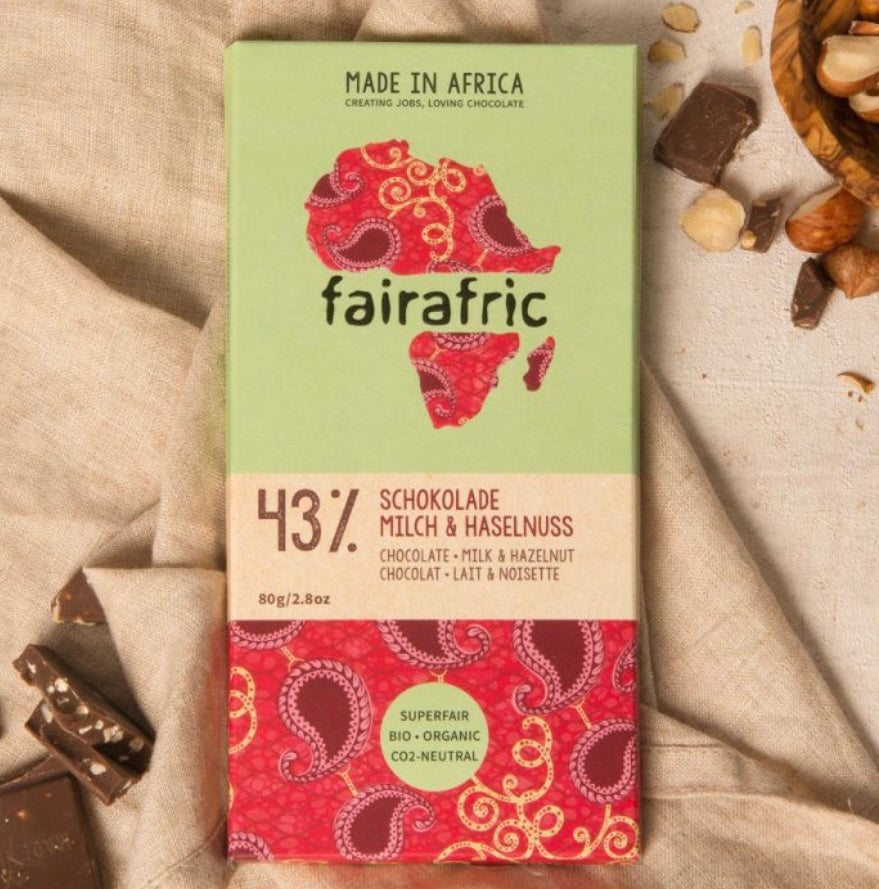 MADE IN AFRICA
CREATING JOBS, LOVING CHOCOLATE
fairafric
43%
SCHOKOLADE
MILCH & HASELNUSS
CHOCOLATE • MILK & HAZELNUT
CHOCOLAT • LAIT & NOISETTE
80g/2.8oz
SUPERFAIR
BIO • ORGANIC
CO2-NEUTRAL